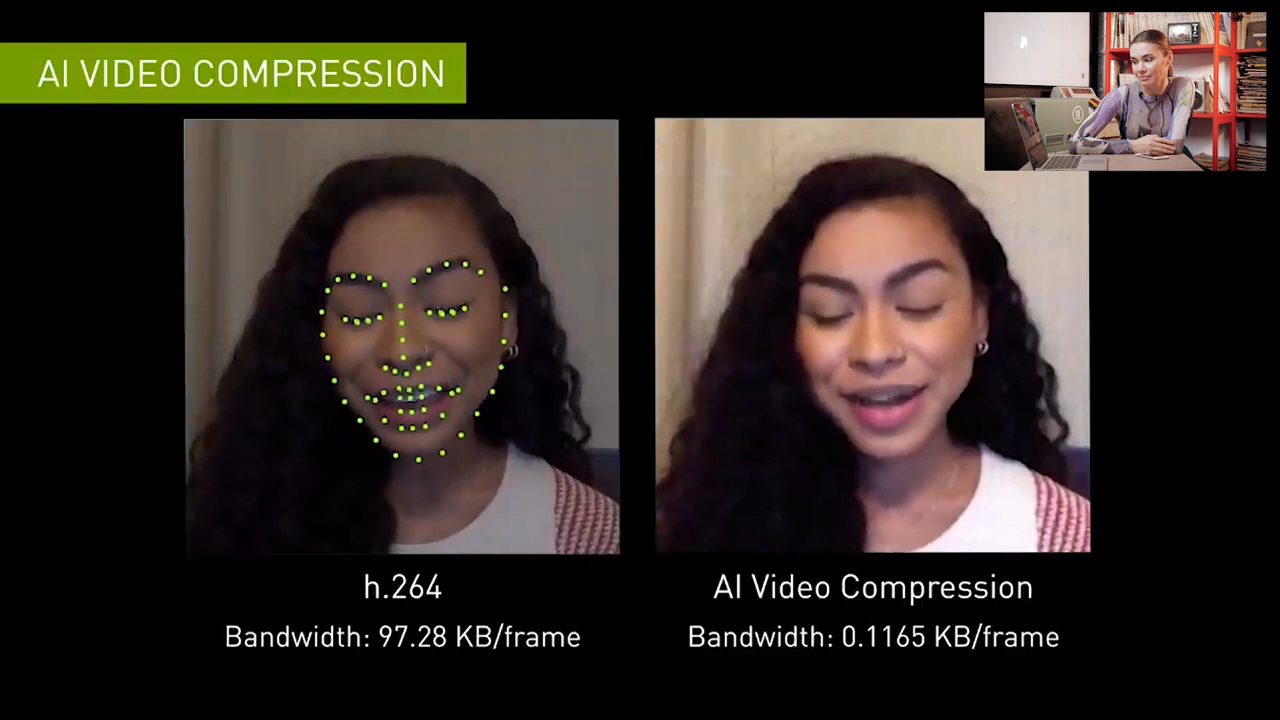 AI VIDEO COMPRESSION
h.264
Bandwidth: 97.28 KB/frame
AI Video Compression
Bandwidth: 0.1165 KB/frame